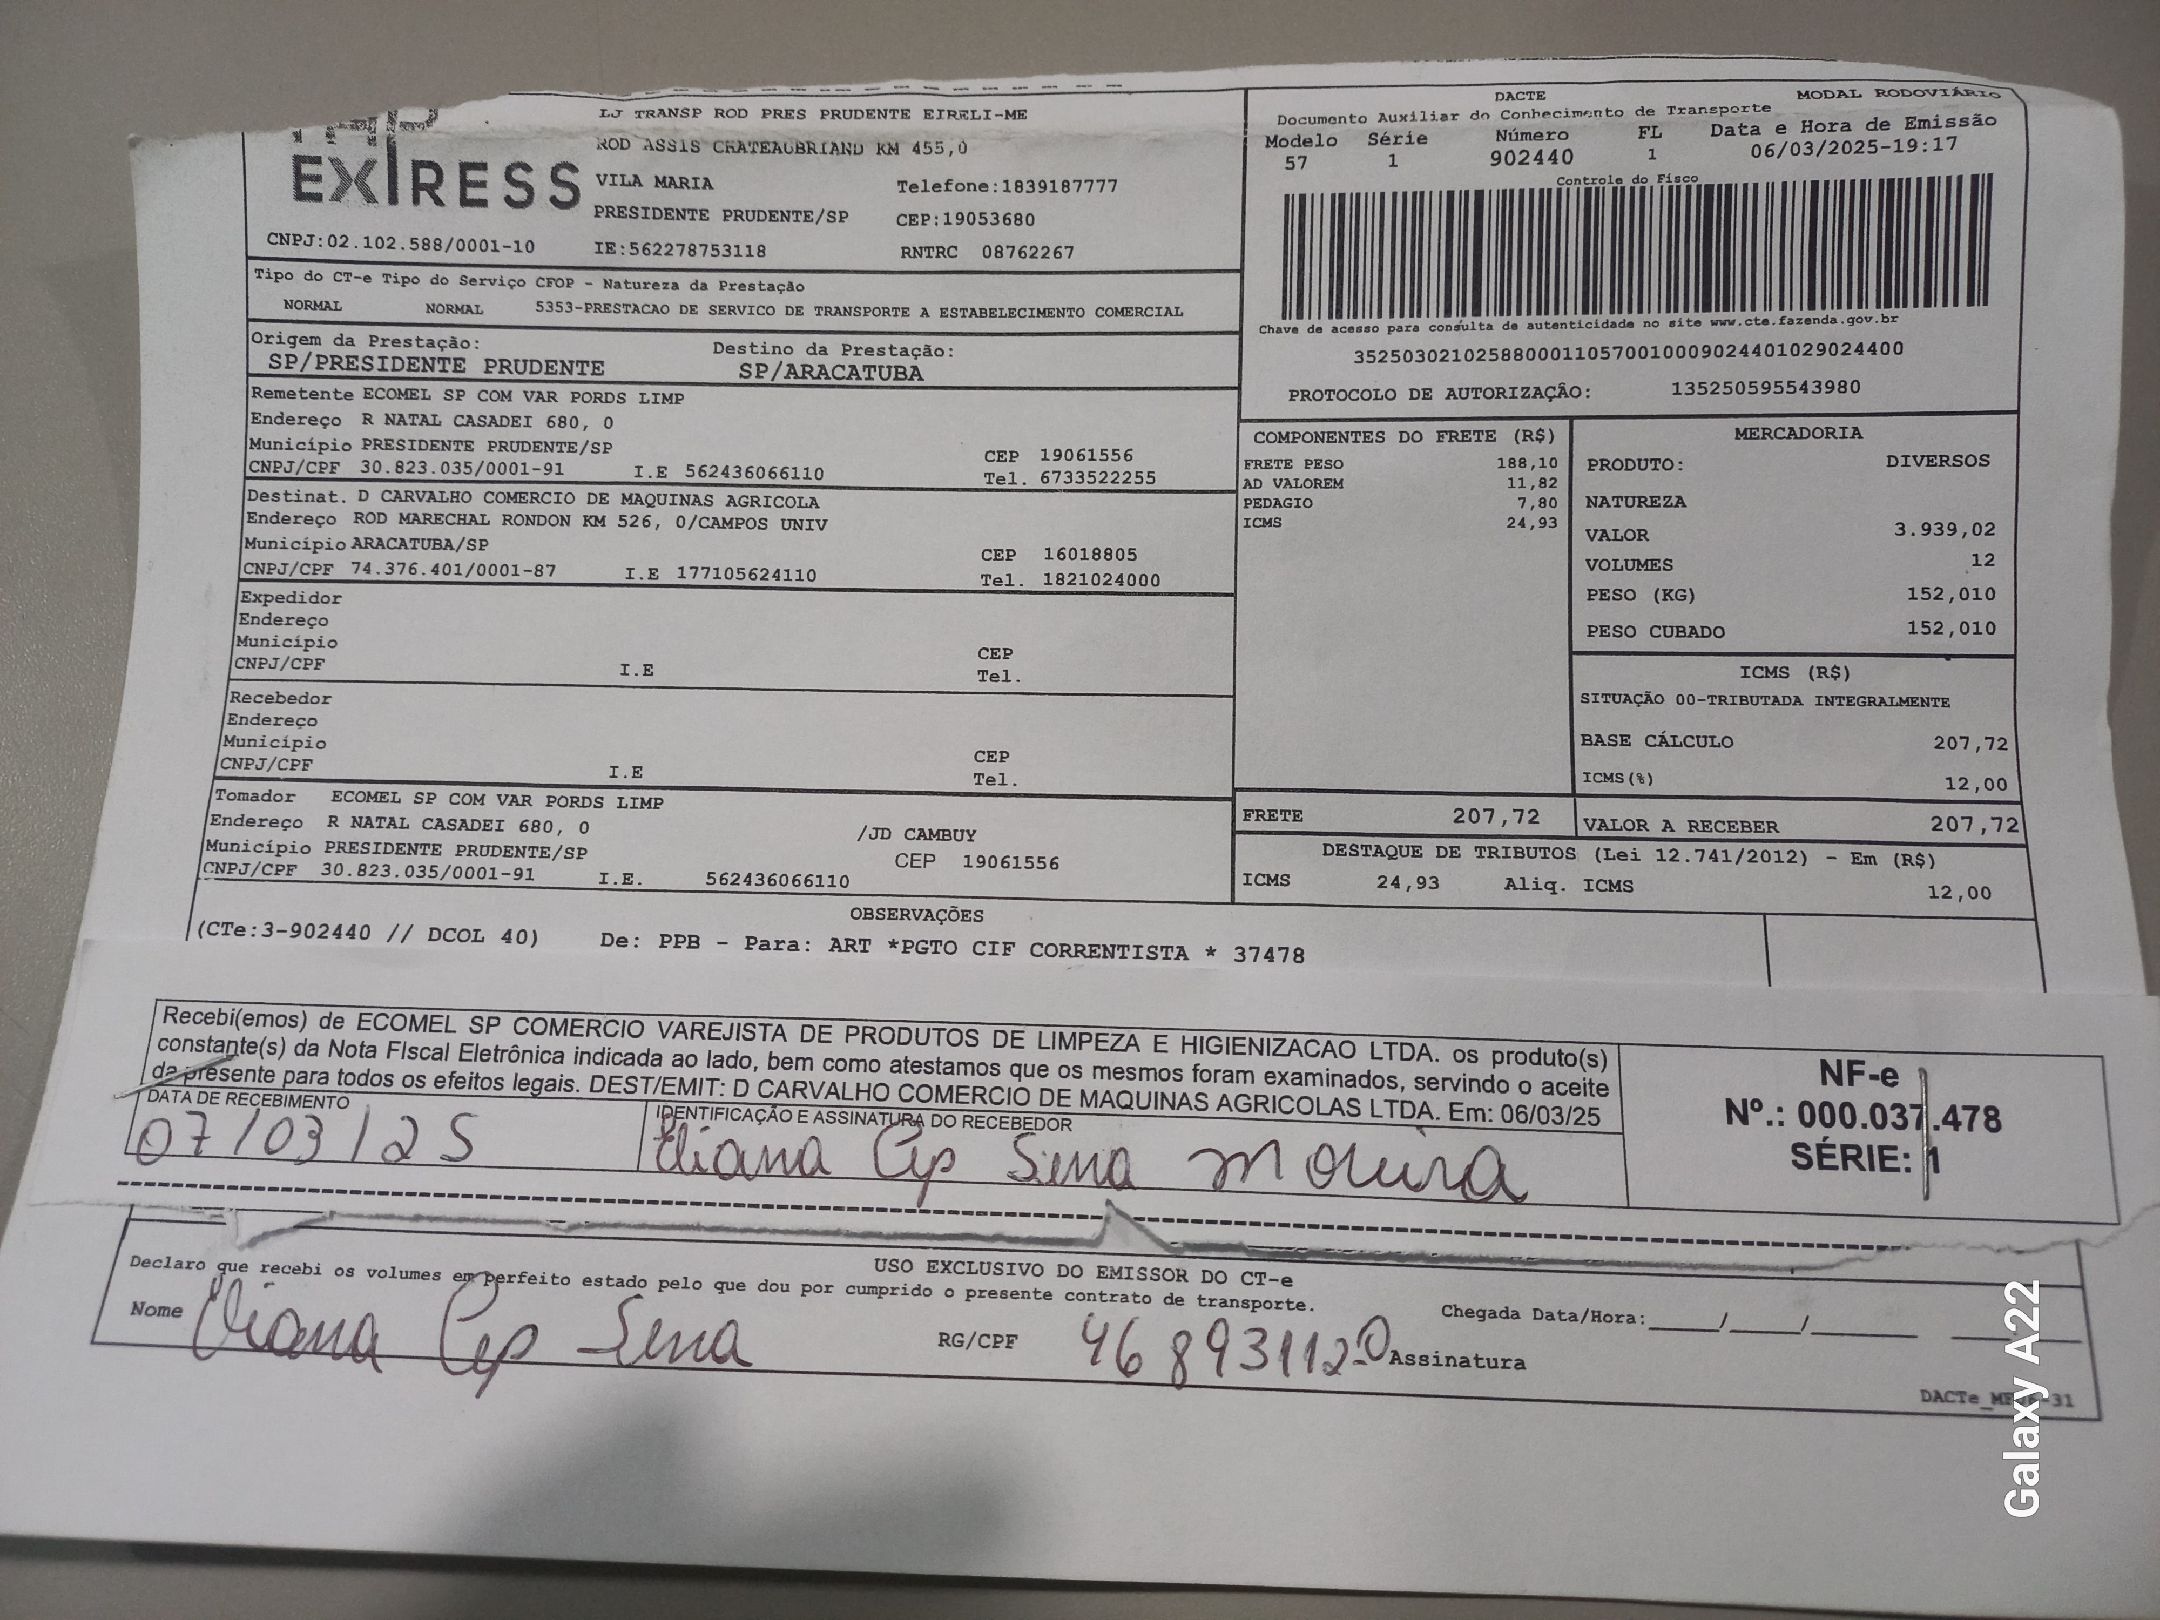 EXPRESS
LJ TRANSP ROD PRES PRUDENTE EIRELI-ME
ROD ASSIS CHATEAUBRIAND KM 455,0
VILA MARIA Telefone:1839187777
PRESIDENTE PRUDENTE/SP CEP:19053680
CNPJ:02.102.588/0001-10 IE:562278753118 RNTRC 08762267
DACTE MODAL RODOVIÁRIO
Documento Auxiliar do Conhecimento de Transporte
Modelo Série Número FL Data e Hora de Emissão
57 1 902440 1 06/03/2025-19:17
Controle do Fisco
Chave de acesso para consulta de autenticidade no site www.cte.fazenda.gov.br
35250302102588000110570010009024401029024400
PROTOCOLO DE AUTORIZAÇÂO: 135250595543980
Tipo do CT-e Tipo do Serviço CFOP - Natureza da Prestação
NORMAL NORMAL 5353-PRESTACAO DE SERVICO DE TRANSPORTE A ESTABELECIMENTO COMERCIAL
Origem da Prestação: Destino da Prestação:
SP/PRESIDENTE PRUDENTE SP/ARACATUBA
Remetente ECOMEL SP COM VAR PORDS LIMP
Endereço R NATAL CASADEI 680, 0
Município PRESIDENTE PRUDENTE/SP CEP 19061556
CNPJ/CPF 30.823.035/0001-91 I.E 562436066110 Tel. 6733522255
Destinat. D CARVALHO COMERCIO DE MAQUINAS AGRICOLA
Endereço ROD MARECHAL RONDON KM 526, 0/CAMPOS UNIV
Município ARACATUBA/SP CEP 16018805
CNPJ/CPF 74.376.401/0001-87 I.E 177105624110 Tel. 1821024000
Expedidor
Endereço
Município CEP
CNPJ/CPF I.E Tel.
Recebedor
Endereço
Município CEP
CNPJ/CPF I.E Tel.
Tomador ECOMEL SP COM VAR PORDS LIMP
Endereço R NATAL CASADEI 680, 0 /JD CAMBUY
Município PRESIDENTE PRUDENTE/SP CEP 19061556
CNPJ/CPF 30.823.035/0001-91 I.E. 562436066110
COMPONENTES DO FRETE (R$)
FRETE PESO 188,10
AD VALOREM 11,82
PEDAGIO 7,80
ICMS 24,93
MERCADORIA
PRODUTO: DIVERSOS
NATUREZA
VALOR 3.939,02
VOLUMES 12
PESO (KG) 152,010
PESO CUBADO 152,010
ICMS (R$)
SITUAÇÃO 00-TRIBUTADA INTEGRALMENTE
BASE CÁLCULO 207,72
ICMS(%) 12,00
FRETE 207,72 VALOR A RECEBER 207,72
DESTAQUE DE TRIBUTOS (Lei 12.741/2012) - Em (R$)
ICMS 24,93 Aliq. ICMS 12,00
OBSERVAÇÕES
(CTe:3-902440 // DCOL 40) De: PPB - Para: ART *PGTO CIF CORRENTISTA * 37478
Recebi(emos) de ECOMEL SP COMERCIO VAREJISTA DE PRODUTOS DE LIMPEZA E HIGIENIZACAO LTDA. os produto(s)
constante(s) da Nota FIscal Eletrônica indicada ao lado, bem como atestamos que os mesmos foram examinados, servindo o aceite
da presente para todos os efeitos legais. DEST/EMIT: D CARVALHO COMERCIO DE MAQUINAS AGRICOLAS LTDA. Em: 06/03/25
DATA DE RECEBIMENTO IDENTIFICAÇÃO E ASSINATURA DO RECEBEDOR
07/03/25 Eliana Ap Sena Moura
NF-e
Nº.: 000.037.478
SÉRIE: 1
USO EXCLUSIVO DO EMISSOR DO CT-e
Declaro que recebi os volumes em perfeito estado pelo que dou por cumprido o presente contrato de transporte.
Chegada Data/Hora:____/____/______
Nome Eliana Ap Sena RG/CPF 46 893112-0 Assinatura
Galaxy A22